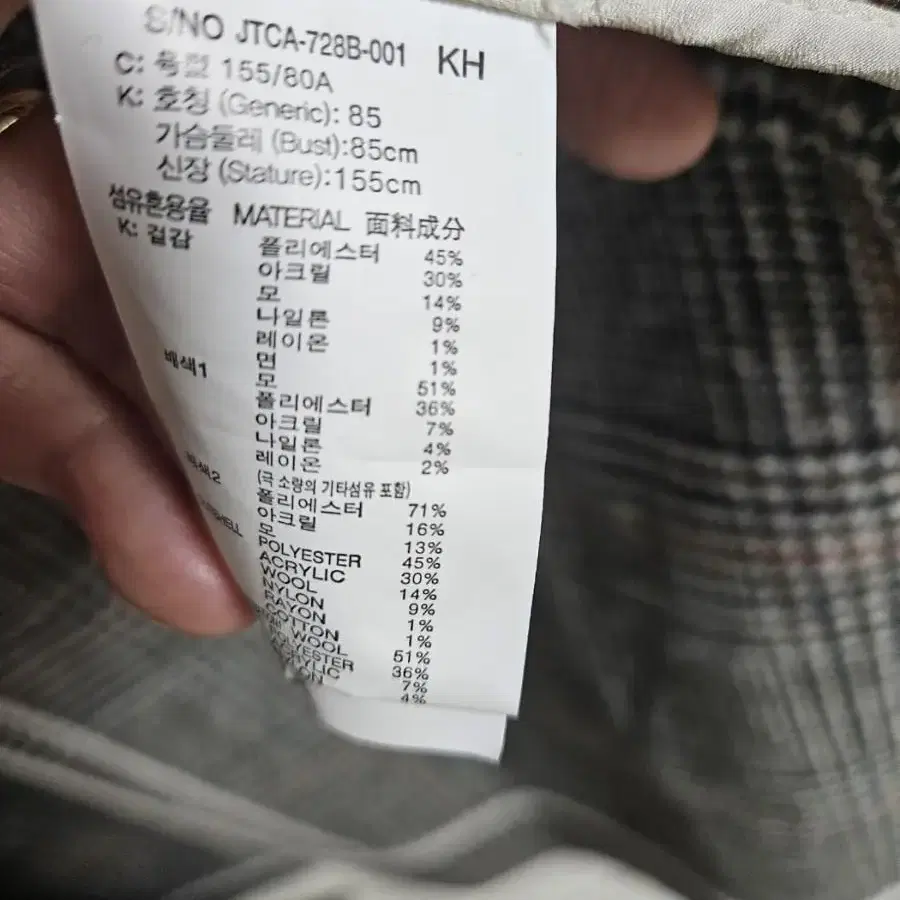 S/NO JTCA-728B-001 KH
C: 용협 155/80A
K: 호칭 (Generic): 85
가슴둘레 (Bust):85cm
신장 (Stature):155cm
섬유혼용율 MATERIAL 面料成分
K: 겉감 폴리에스터 45%
아크릴 30%
모 14%
나일론 9%
레이온 1%
면 1%
배색1 모 51%
폴리에스터 36%
아크릴 7%
나일론 4%
레이온 2%
(극 소량의 기타섬유 포함)
배색2 폴리에스터 71%
아크릴 16%
모 13%
POLYESTER 45%
ACRYLIC 30%
WOOL 14%
NYLON 9%
RAYON 1%
COTTON 1%
WOOL 51%
36%
7%
4%